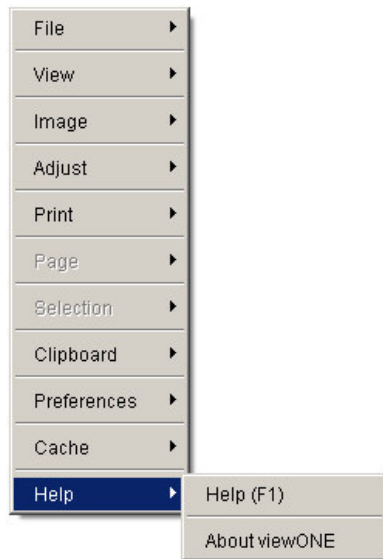 File
View
Image
Adjust
Print
Page
Selection
Clipboard
Preferences
Cache
Help
Help (F1)
About viewONE